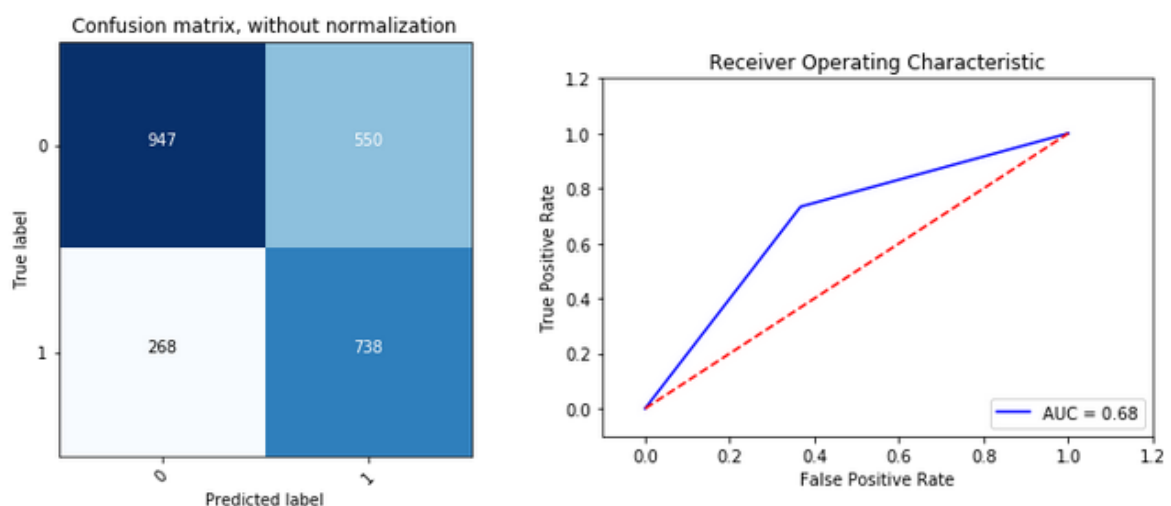 Confusion matrix, without normalization
947
550
0
True label
268
738
1
0
1
Predicted label
Receiver Operating Characteristic
1.2
1.0
0.8
0.6
0.4
0.2
0.0
True Positive Rate
AUC = 0.68
0.0 0.2 0.4 0.6 0.8 1.0 1.2
False Positive Rate